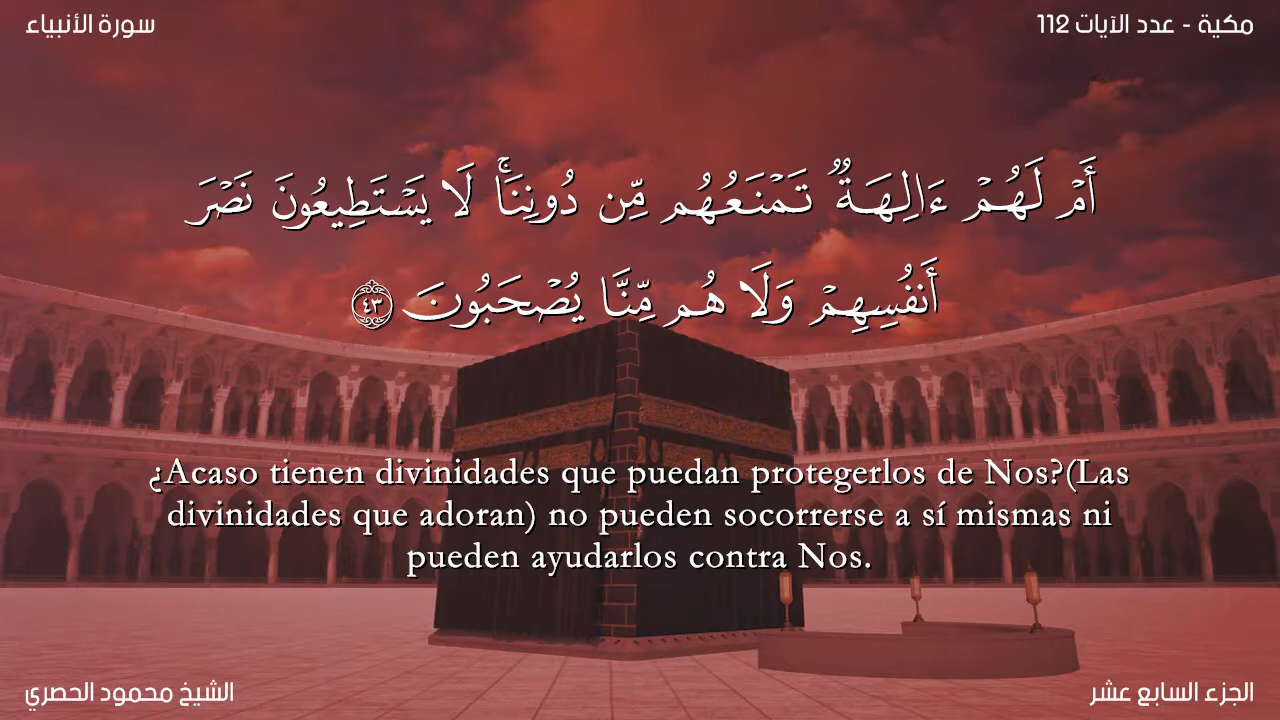 مكية - عدد الآيات 112
سورة الأنبياء
أَمْ لَهُمْ ءَالِهَةٌ تَمْنَعُهُم مِّن دُونِنَاۚ لَا يَسْتَطِيعُونَ نَصْرَ
أَنفُسِهِمْ وَلَا هُم مِّنَّا يُصْحَبُونَ ٤٣
¿Acaso tienen divinidades que puedan protegerlos de Nos?(Las
divinidades que adoran) no pueden socorrerse a sí mismas ni
pueden ayudarlos contra Nos.
الجزء السابع عشر
الشيخ محمود الحصري